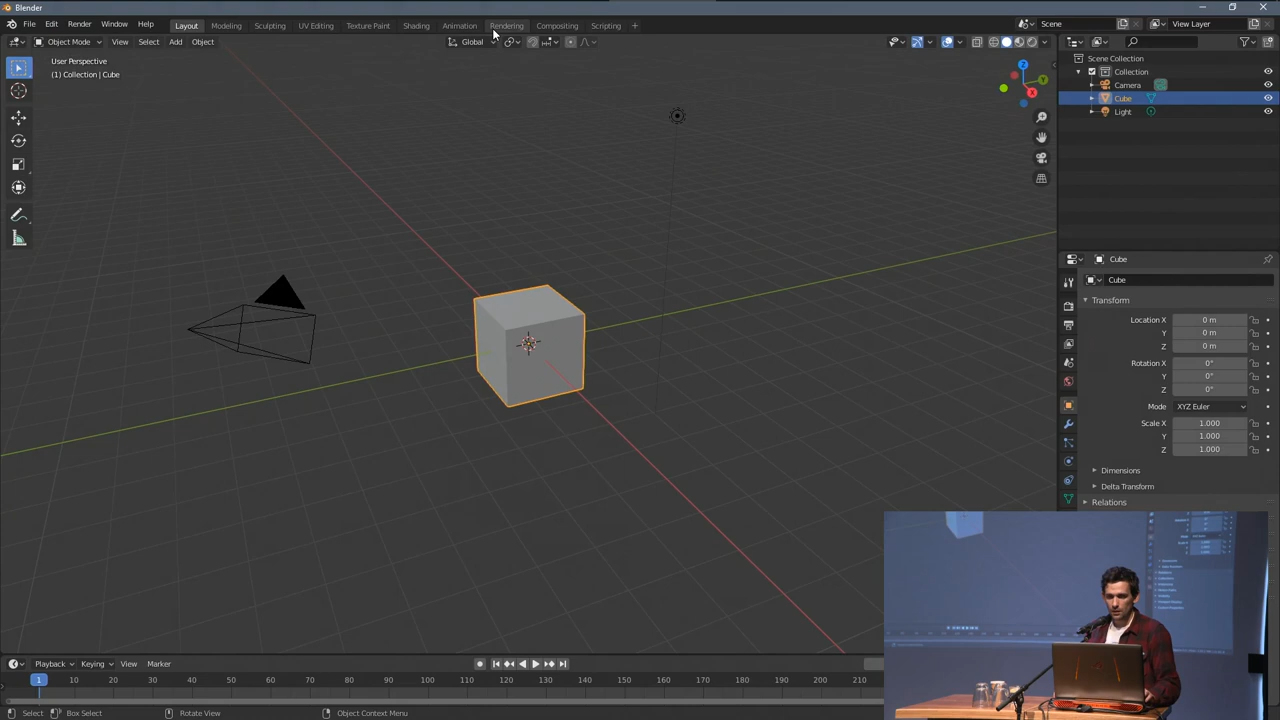 Blender
File Edit Render Window Help Layout Modeling Sculpting UV Editing Texture Paint Shading Animation Rendering Compositing Scripting + Scene View Layer
Object Mode View Select Add Object Global
User Perspective
(1) Collection | Cube
Z
Y
X
Scene Collection
Collection
Camera
Cube
Light
Cube
Cube
Transform
Location X 0 m
Y 0 m
Z 0 m
Rotation X 0°
Y 0°
Z 0°
Mode XYZ Euler
Scale X 1.000
Y 1.000
Z 1.000
Dimensions
Delta Transform
Relations
Playback Keying View Marker
1 10 20 30 40 50 60 70 80 90 100 110 120 130 140 150 160 170 180 190 200 210
Select Box Select Rotate View Object Context Menu